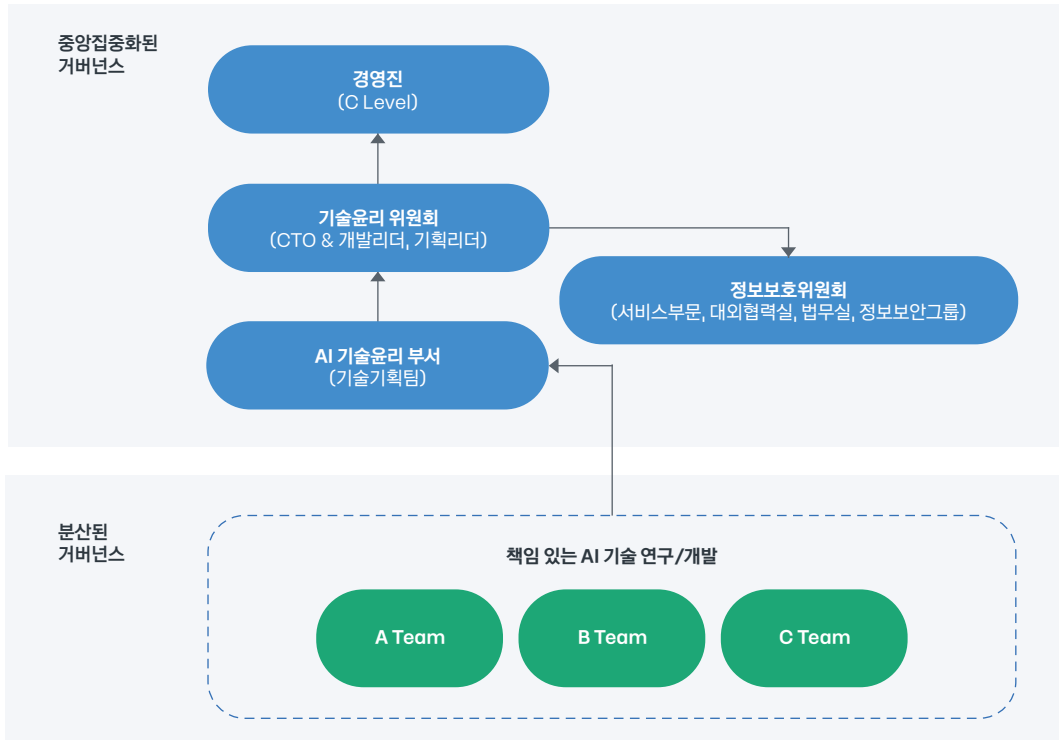 중앙집중화된
거버넌스
경영진
(C Level)
기술윤리 위원회
(CTO & 개발리더, 기획리더)
정보보호위원회
(서비스부문, 대외협력실, 법무실, 정보보안그룹)
AI 기술윤리 부서
(기술기획팀)
분산된
거버넌스
책임 있는 AI 기술 연구/개발
A Team
B Team
C Team